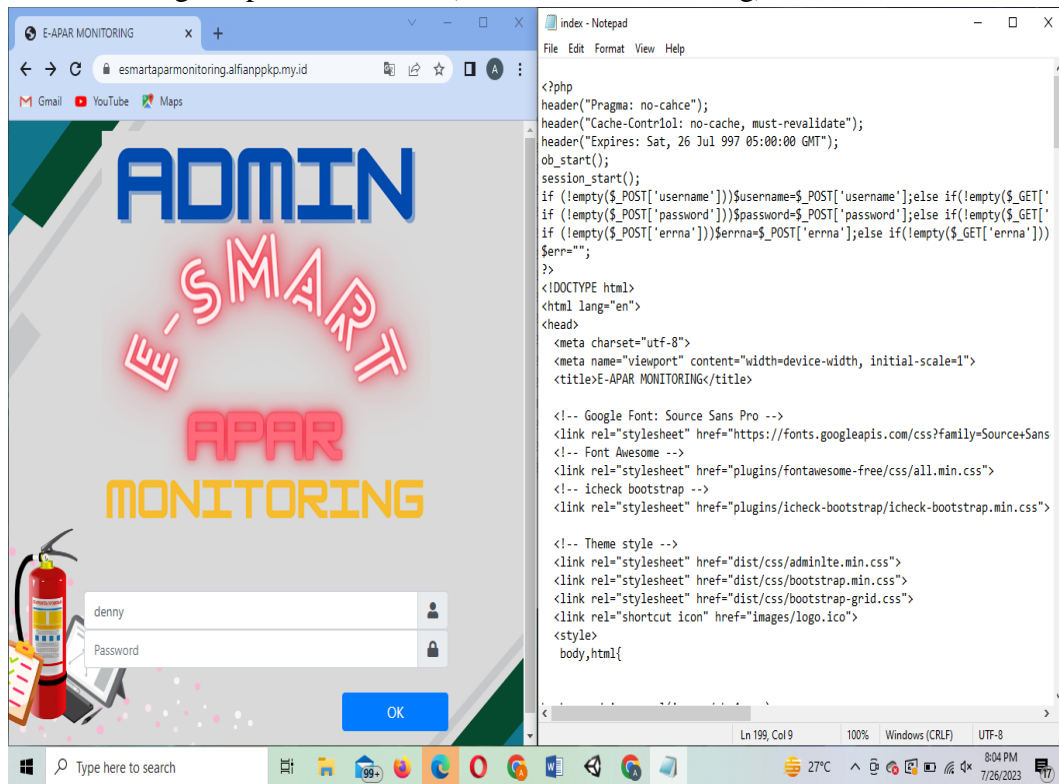 E-APAR MONITORING
esmartaparmonitoring.alfianppkp.my.id
A
Gmail
YouTube
Maps
ADMIN
E-SMART
APAR
MONITORING
denny
Password
OK
index - Notepad
File Edit Format View Help
<?php
header("Pragma: no-cahce");
header("Cache-Contr1ol: no-cache, must-revalidate");
header("Expires: Sat, 26 Jul 997 05:00:00 GMT");
ob_start();
session_start();
if (!empty($_POST['username']))$username=$_POST['username'];else if(!empty($_GET['
if (!empty($_POST['password']))$password=$_POST['password'];else if(!empty($_GET['
if (!empty($_POST['errna']))$errna=$_POST['errna'];else if(!empty($_GET['errna']))
$err="";
?>
<!DOCTYPE html>
<html lang="en">
<head>
<meta charset="utf-8">
<meta name="viewport" content="width=device-width, initial-scale=1">
<title>E-APAR MONITORING</title>
<!-- Google Font: Source Sans Pro -->
<link rel="stylesheet" href="https://fonts.googleapis.com/css?family=Source+Sans
<!-- Font Awesome -->
<link rel="stylesheet" href="plugins/fontawesome-free/css/all.min.css">
<!-- icheck bootstrap -->
<link rel="stylesheet" href="plugins/icheck-bootstrap/icheck-bootstrap.min.css">
<!-- Theme style -->
<link rel="stylesheet" href="dist/css/adminlte.min.css">
<link rel="stylesheet" href="dist/css/bootstrap.min.css">
<link rel="stylesheet" href="dist/css/bootstrap-grid.css">
<link rel="shortcut icon" href="images/logo.ico">
<style>
body,html{
Ln 199, Col 9 100% Windows (CRLF) UTF-8
Type here to search
99+
27°C
8:04 PM
7/26/2023